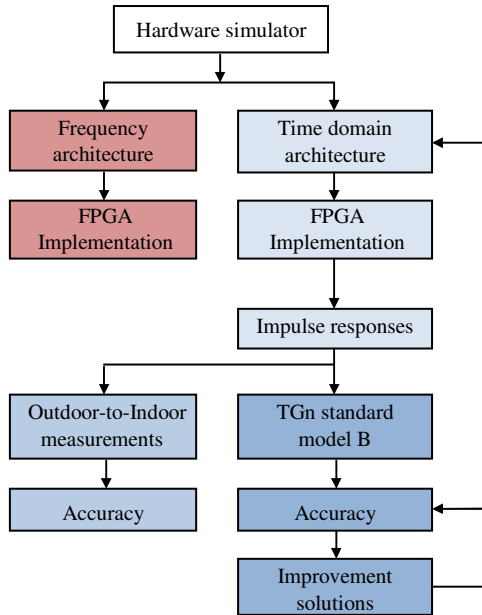 Hardware simulator
Frequency
architecture
Time domain
architecture
FPGA
Implementation
FPGA
Implementation
Impulse responses
Outdoor-to-Indoor
measurements
TGn standard
model B
Accuracy
Accuracy
Improvement
solutions